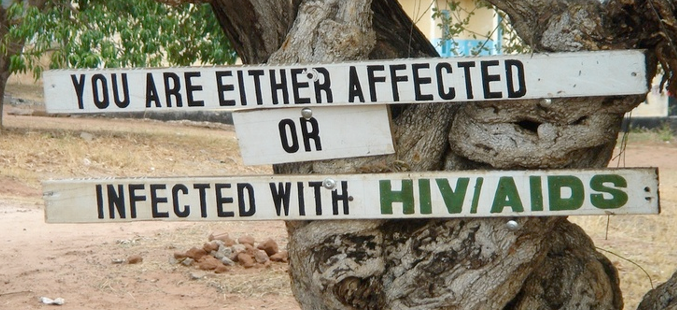 YOU ARE EITHER AFFECTED
OR
INFECTED WITH HIV/AIDS